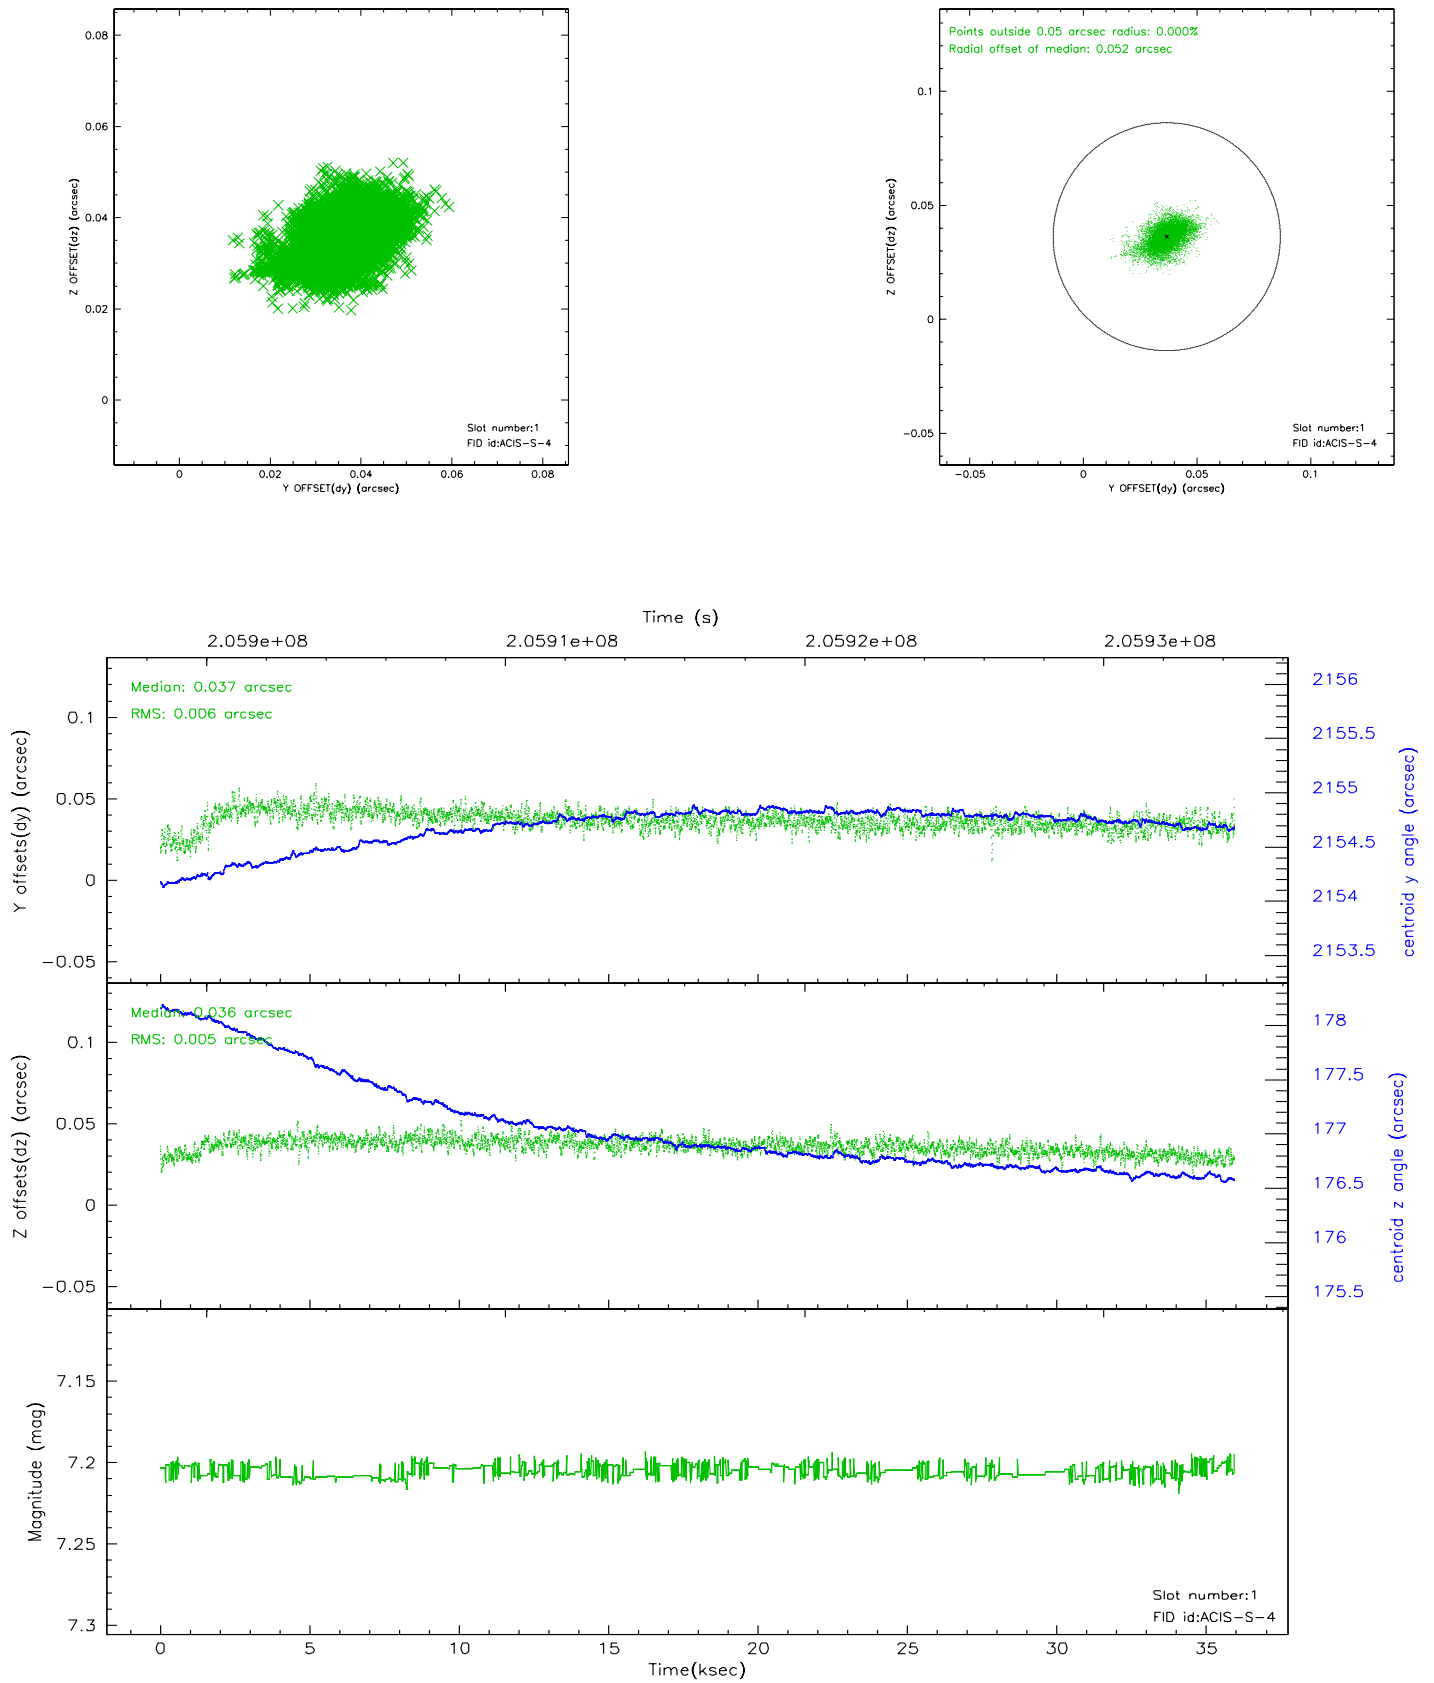 0.08
0.06
0.04
0.02
0
Z OFFSET(dz) (arcsec)
0
0.02
0.04
0.06
0.08
Y OFFSET(dy) (arcsec)
Slot number:1
FID id:ACIS-S-4
Points outside 0.05 arcsec radius: 0.000%
Radial offset of median: 0.052 arcsec
0.1
0.05
0
-0.05
Z OFFSET(dz) (arcsec)
-0.05
0
0.05
0.1
Y OFFSET(dy) (arcsec)
Slot number:1
FID id:ACIS-S-4
Time (s)
2.059e+08
2.0591e+08
2.0592e+08
2.0593e+08
Median: 0.037 arcsec
RMS: 0.006 arcsec
0.1
0.05
0
-0.05
Y offsets(dy) (arcsec)
2156
2155.5
2155
2154.5
2154
2153.5
centroid y angle (arcsec)
Median: 0.036 arcsec
RMS: 0.005 arcsec
0.1
0.05
0
-0.05
Z offsets(dz) (arcsec)
178
177.5
177
176.5
176
175.5
centroid z angle (arcsec)
7.15
7.2
7.25
7.3
Magnitude (mag)
Slot number:1
FID id:ACIS-S-4
0
5
10
15
20
25
30
35
Time(ksec)